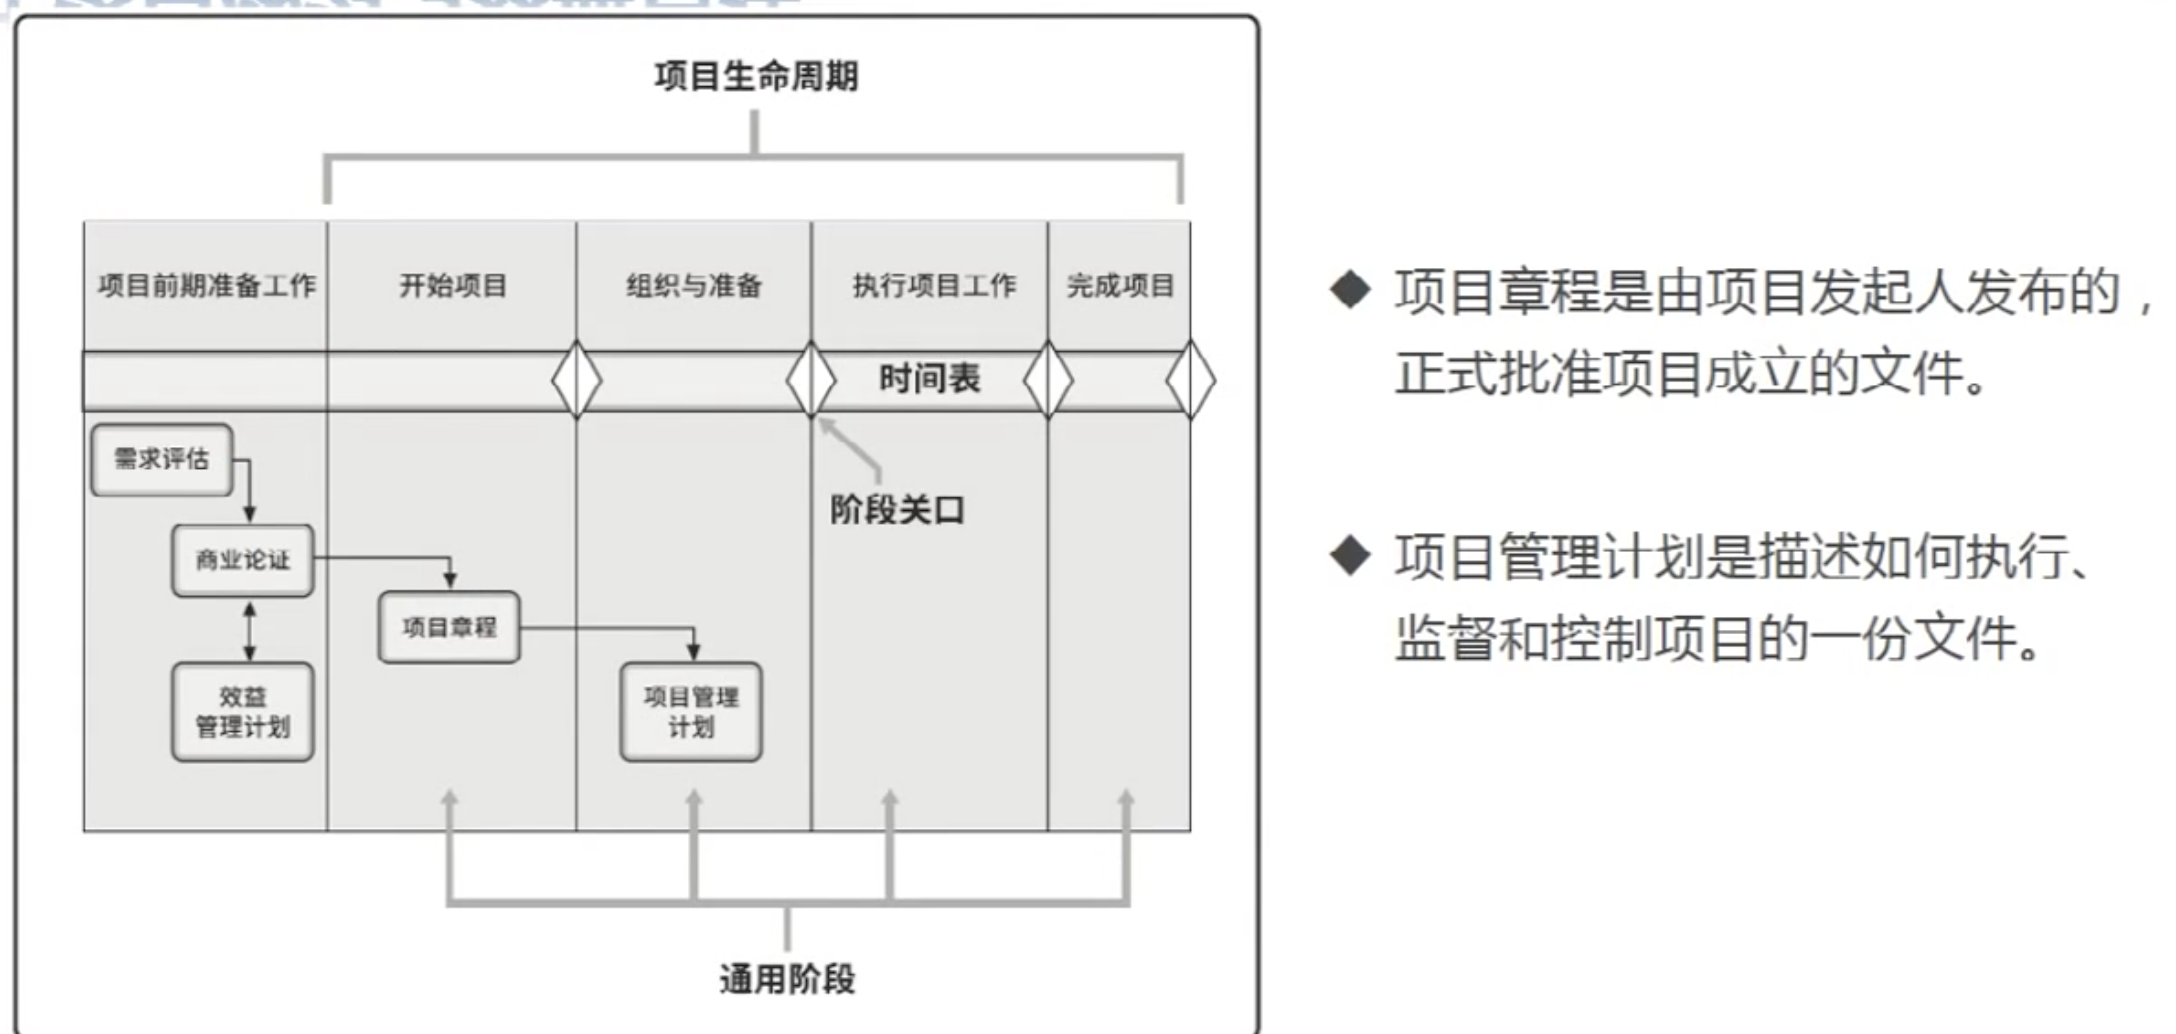 项目生命周期
项目前期准备工作
开始项目
组织与准备
执行项目工作
完成项目
时间表
需求评估
阶段关口
商业论证
项目章程
效益
管理计划
项目管理
计划
通用阶段
◆ 项目章程是由项目发起人发布的，
正式批准项目成立的文件。
◆ 项目管理计划是描述如何执行、
监督和控制项目的一份文件。